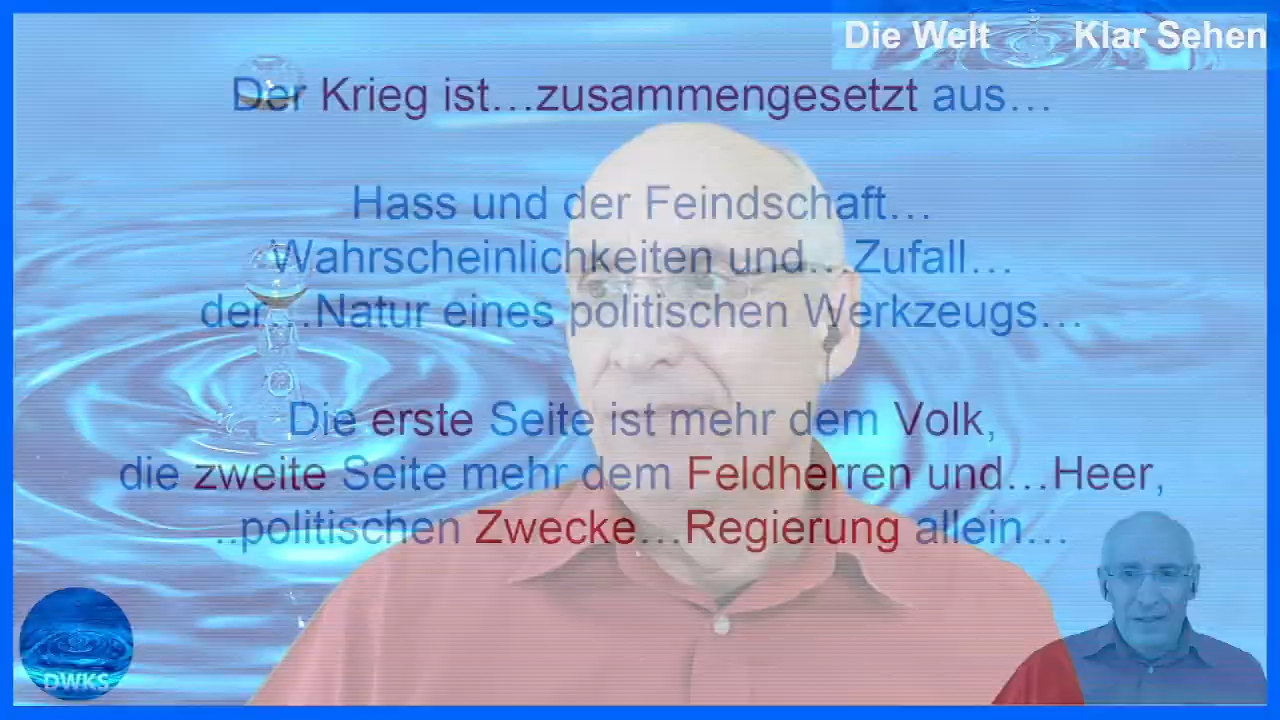 Die Welt Klar Sehen
Der Krieg ist…zusammengesetzt aus…
Hass und der Feindschaft…
Wahrscheinlichkeiten und…Zufall…
der…Natur eines politischen Werkzeugs…
Die erste Seite ist mehr dem Volk,
die zweite Seite mehr dem Feldherren und…Heer,
..politischen Zwecke…Regierung allein…
DWKS